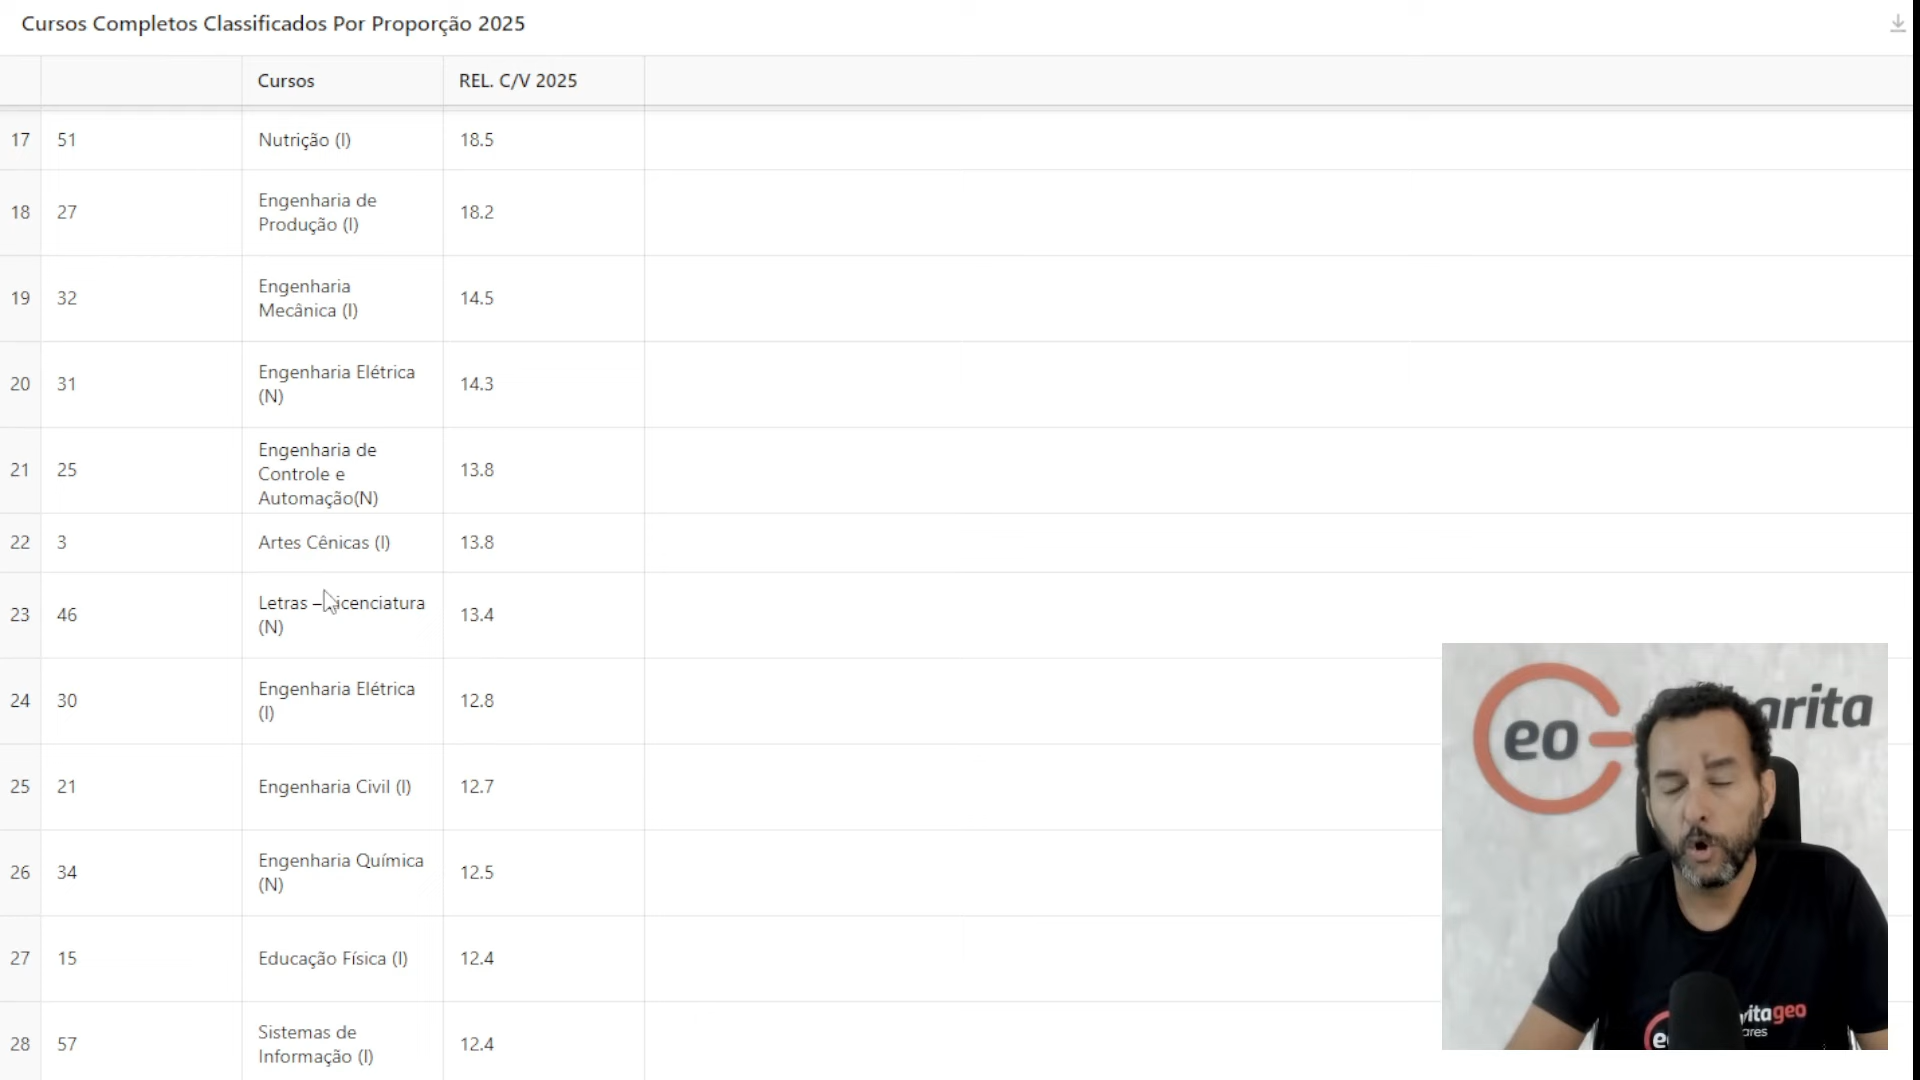 Cursos Completos Classificados Por Proporção 2025
Cursos REL. C/V 2025
17 51 Nutrição (I) 18.5
18 27 Engenharia de
Produção (I) 18.2
19 32 Engenharia
Mecânica (I) 14.5
20 31 Engenharia Elétrica
(N) 14.3
21 25 Engenharia de
Controle e
Automação(N) 13.8
22 3 Artes Cênicas (I) 13.8
23 46 Letras –Licenciatura
(N) 13.4
24 30 Engenharia Elétrica
(I) 12.8
25 21 Engenharia Civil (I) 12.7
26 34 Engenharia Química
(N) 12.5
27 15 Educação Física (I) 12.4
28 57 Sistemas de
Informação (I) 12.4
eo